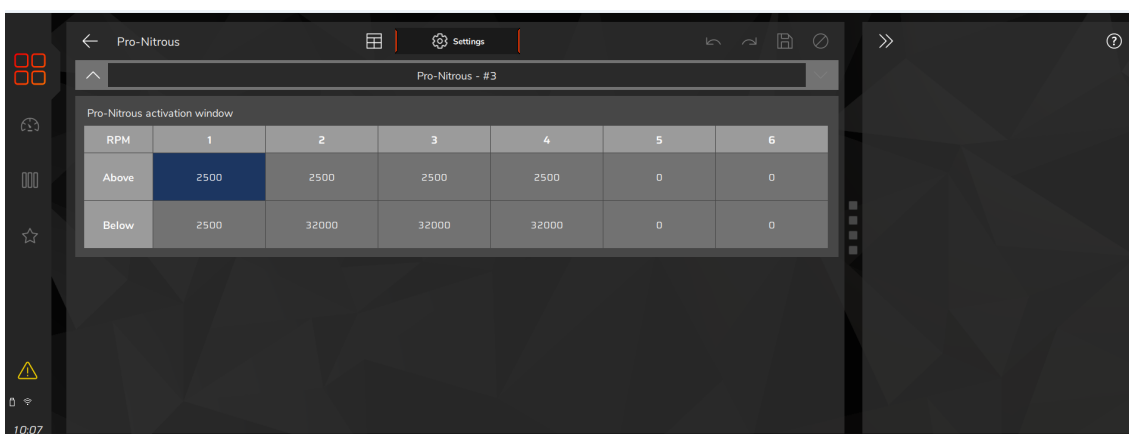 Pro-Nitrous
Settings
?
Pro-Nitrous - #3
Pro-Nitrous activation window
RPM 1 2 3 4 5 6
Above 2500 2500 2500 2500 0 0
Below 2500 32000 32000 32000 0 0
10:07